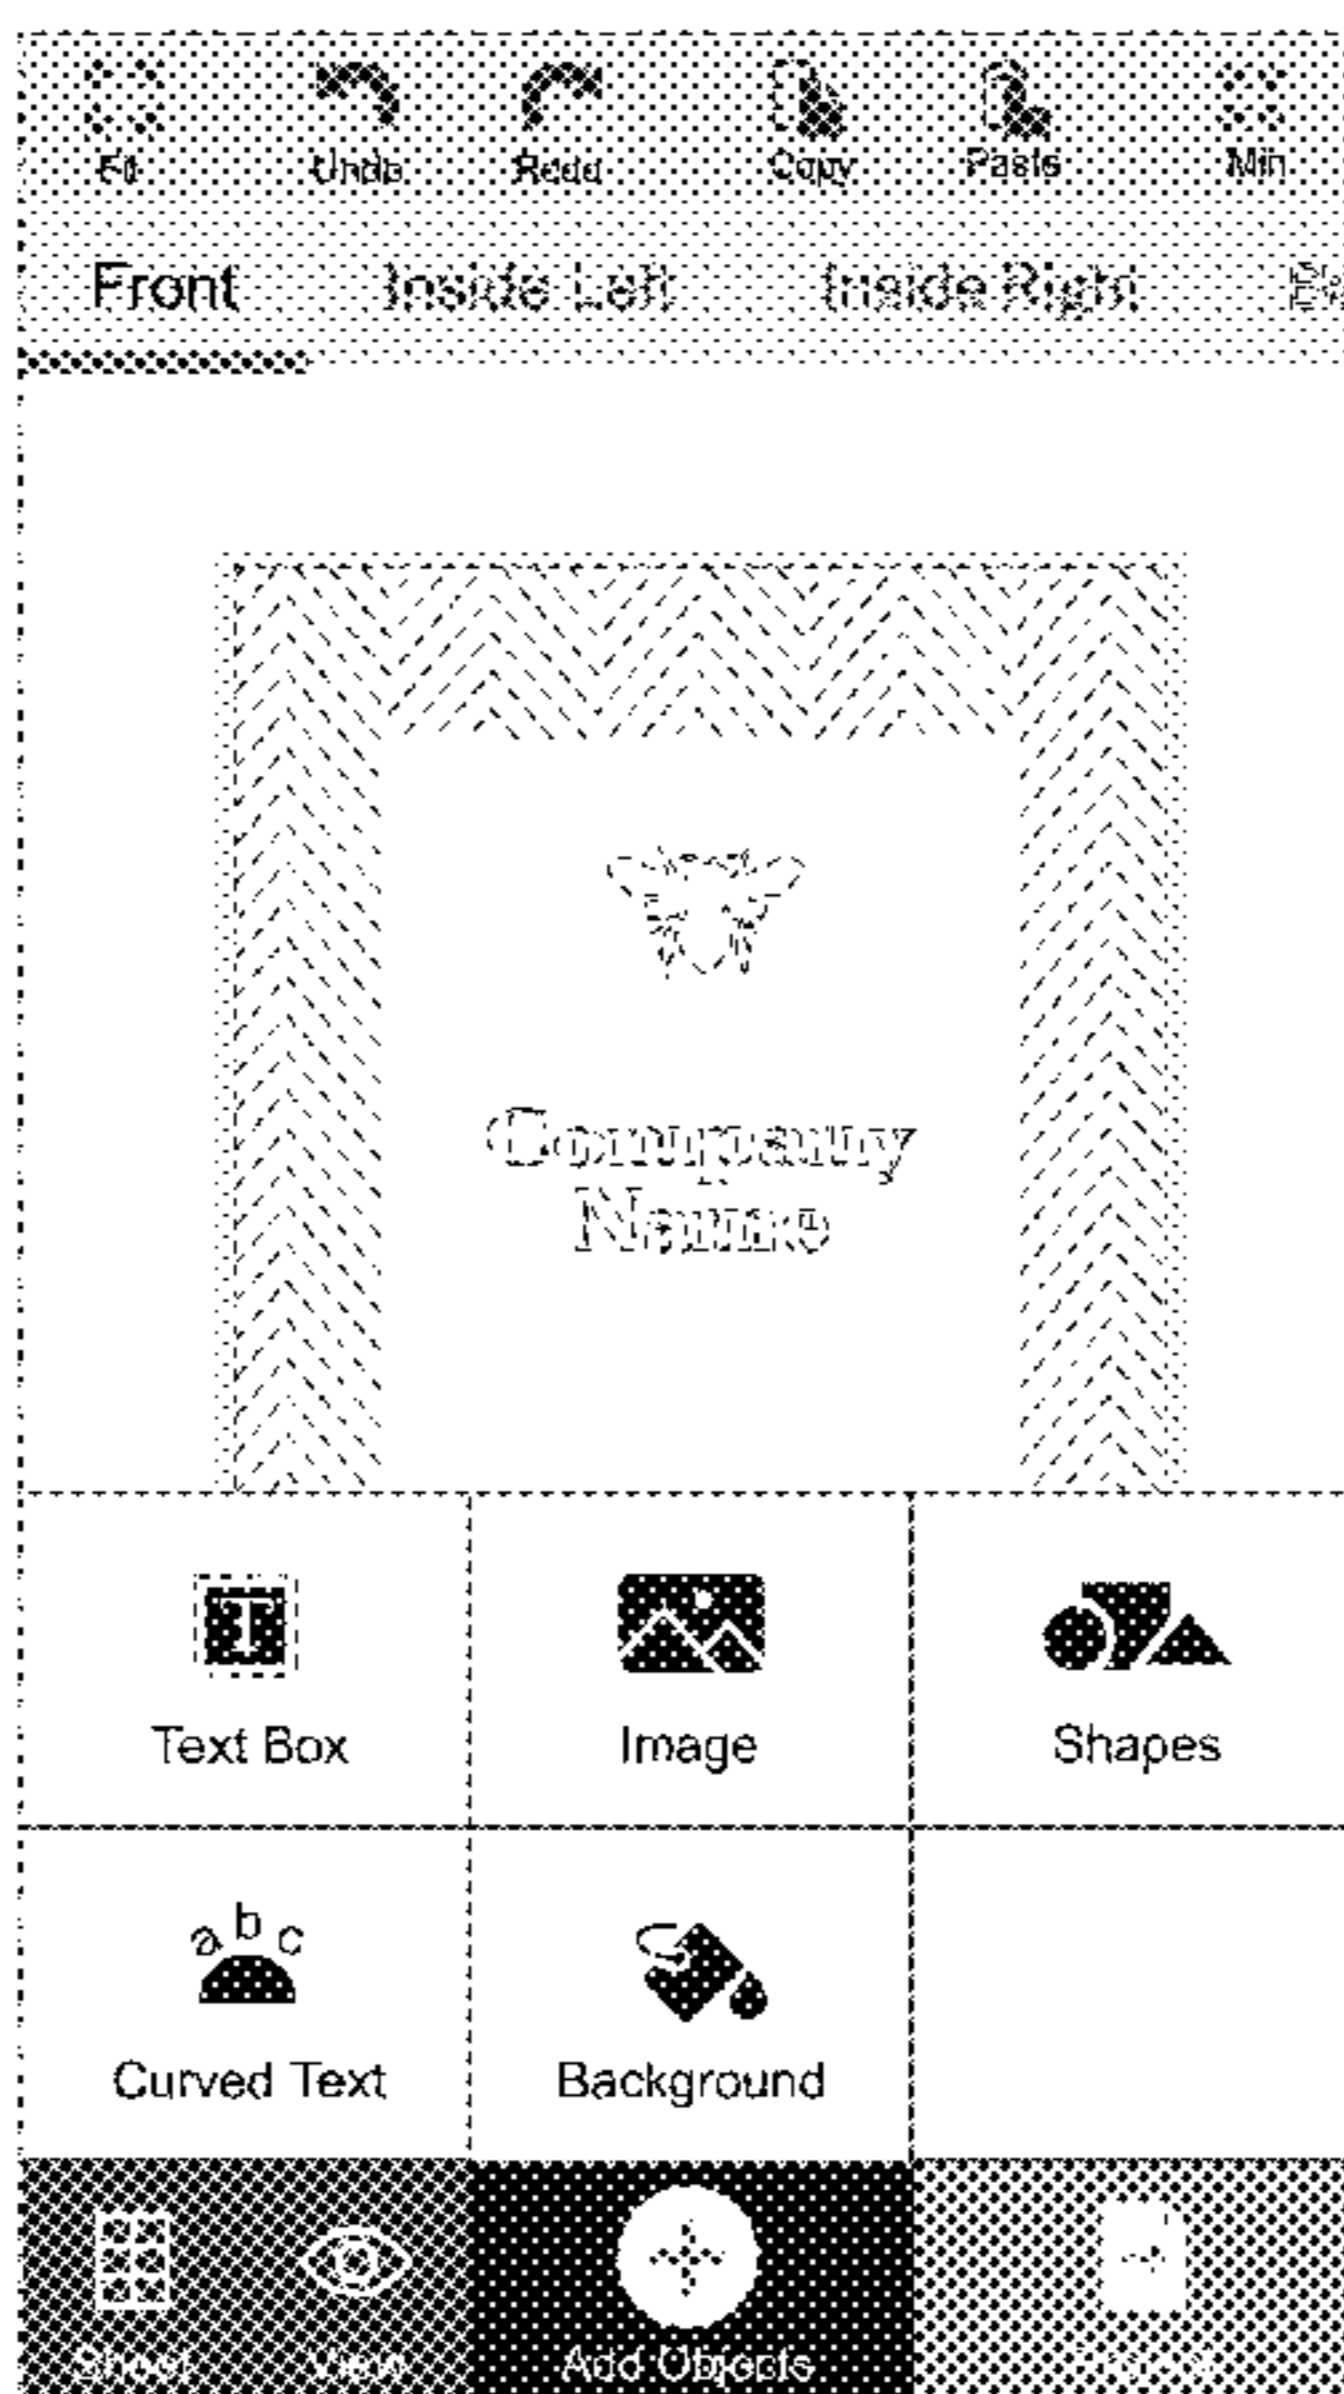 Fit Undo Redo Copy Paste Min
Front Inside Left Inside Right
Company
Name
T
Text Box Image Shapes
a b c
Curved Text Background
Sheet View Add Objects